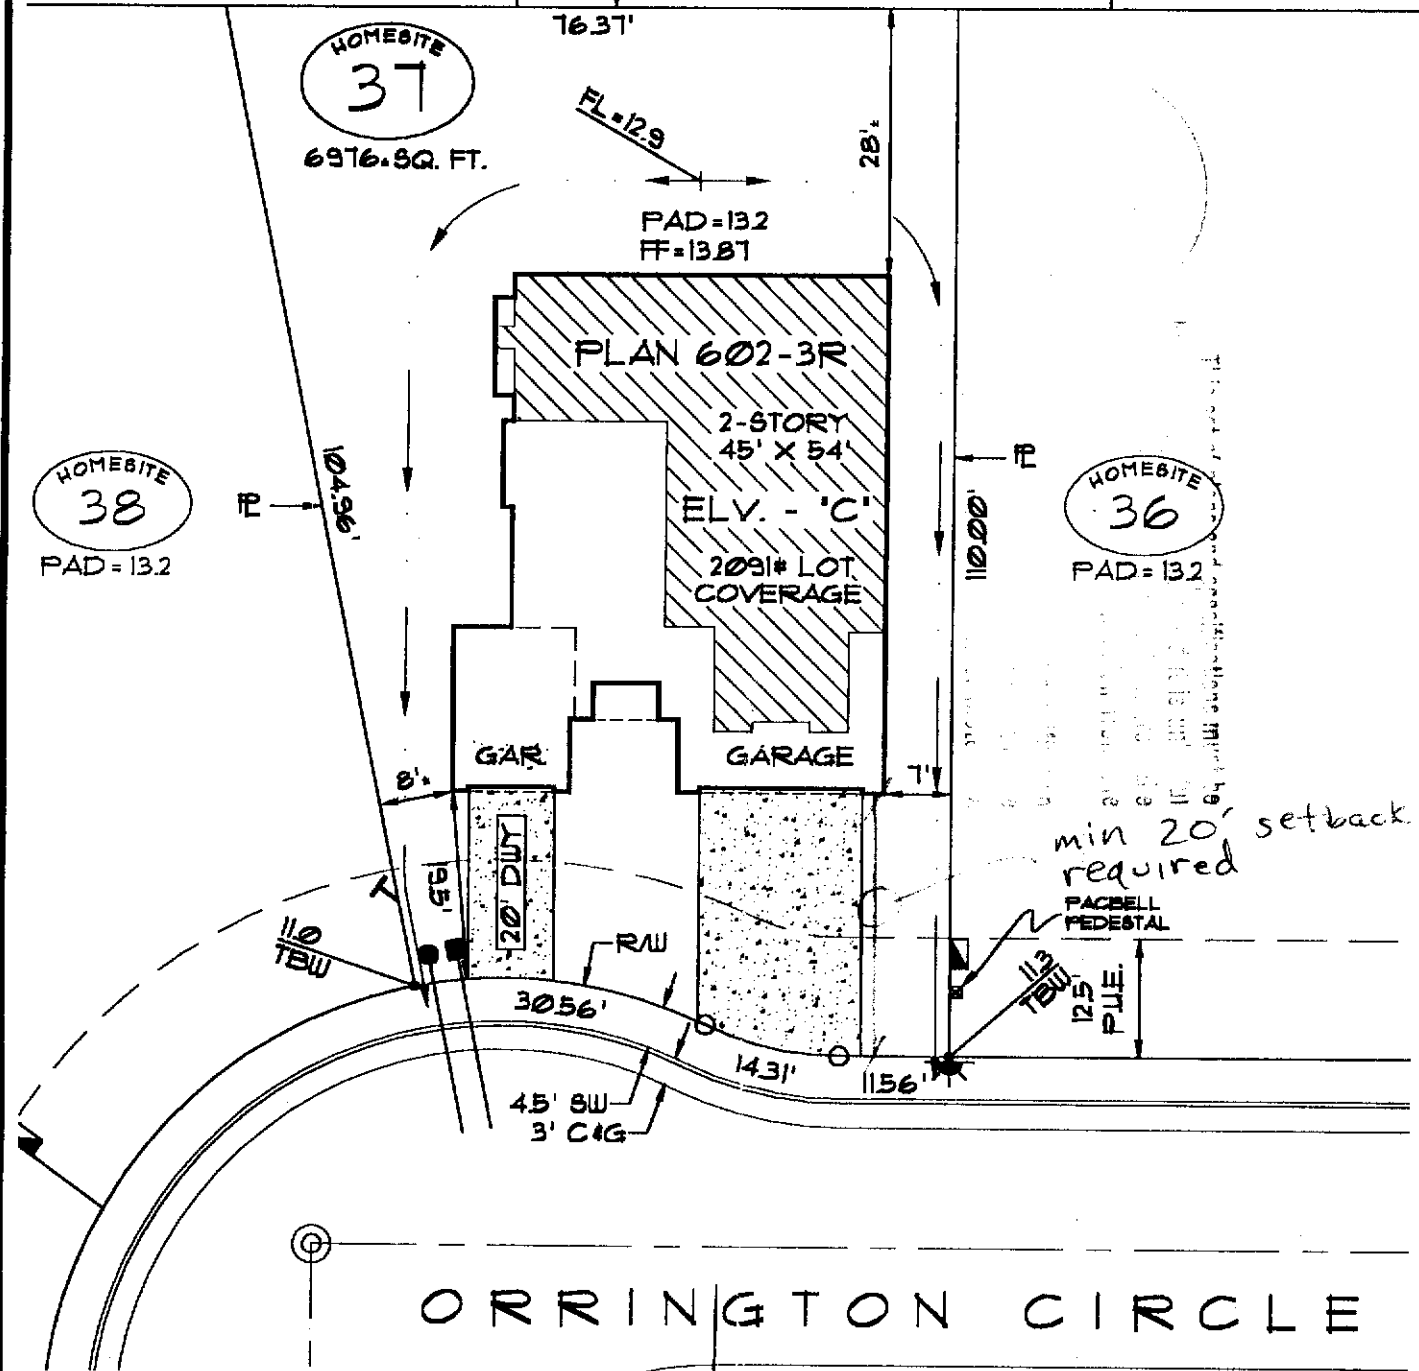 76.37'
HOMESITE
37
6976± SQ. FT.
FL=12.9
28'±
PAD=13.2
FF=13.87
PLAN 602-3R
2-STORY
45' X 54'
ELV. - "C"
2091# LOT
COVERAGE
104.96'
HOMESITE
38
PAD=13.2
PL
PL
110.00'
HOMESITE
36
PAD=13.2
GAR.
GARAGE
8'±
7'
19.5'
20' DWY
min 20' setback
required
PACBELL
PEDESTAL
11.0
TBW
R/W
11.3
TBW
12.5'
P.U.E.
30.56'
14.31'
11.56'
4.5' SW
3' C&G
ORRINGTON CIRCLE